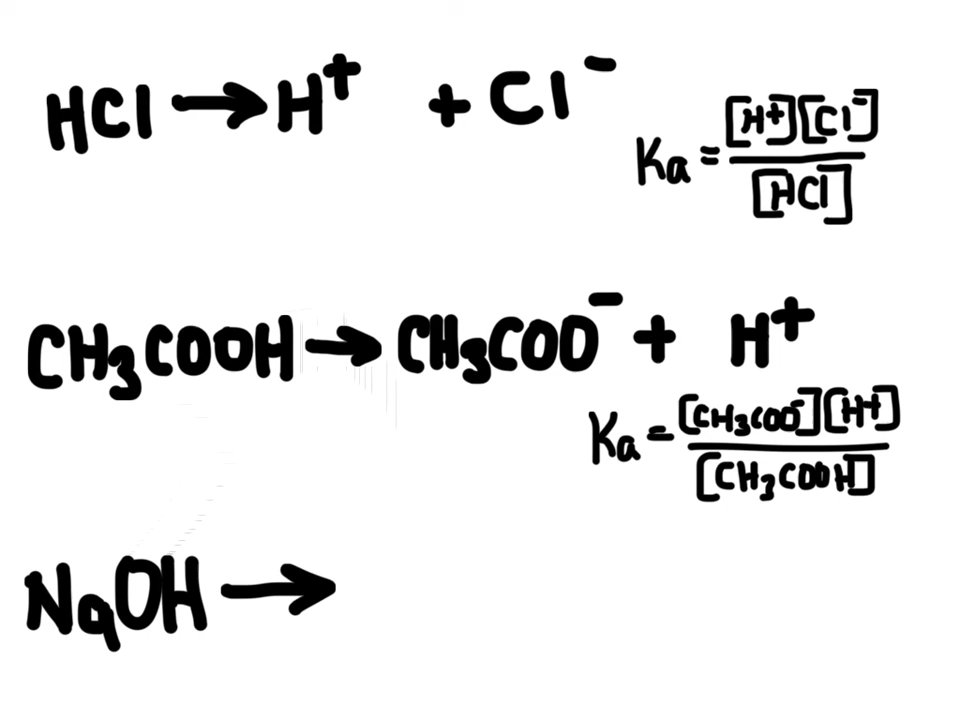 HCl → H⁺ + Cl⁻
Ka = [H⁺][Cl⁻] / [HCl]
CH₃COOH → CH₃COO⁻ + H⁺
Ka = [CH₃COO⁻][H⁺] / [CH₃COOH]
NaOH →